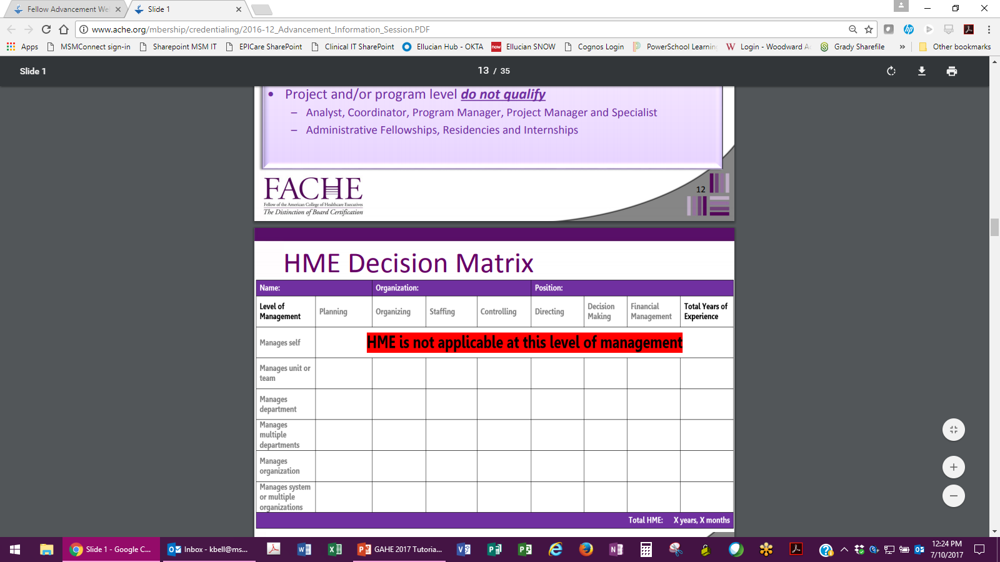 Fellow Advancement We
Slide 1
www.ache.org/mbership/credentialing/2016-12_Advancement_Information_Session.PDF
Apps
MSMConnect sign-in
Sharepoint MSM IT
EPICare SharePoint
Clinical IT SharePoint
Ellucian Hub - OKTA
now
Ellucian SNOW
Cognos Login
PowerSchool Learnin
W
Login - Woodward A
Grady Sharefile
»
Other bookmarks
Slide 1
13 / 35
• Project and/or program level do not qualify
– Analyst, Coordinator, Program Manager, Project Manager and Specialist
– Administrative Fellowships, Residencies and Internships
FACHE
Fellow of the American College of Healthcare Executives
The Distinction of Board Certification
12
HME Decision Matrix
Name: Organization: Position:
Level of Management
Planning
Organizing
Staffing
Controlling
Directing
Decision Making
Financial Management
Total Years of Experience
Manages self
HME is not applicable at this level of management
Manages unit or
team
Manages
department
Manages
multiple
departments
Manages
organization
Manages system
or multiple
organizations
Total HME: X years, X months
Slide 1 - Google C...
Inbox - kbell@ms...
GAHE 2017 Tutoria...
12:24 PM
7/10/2017